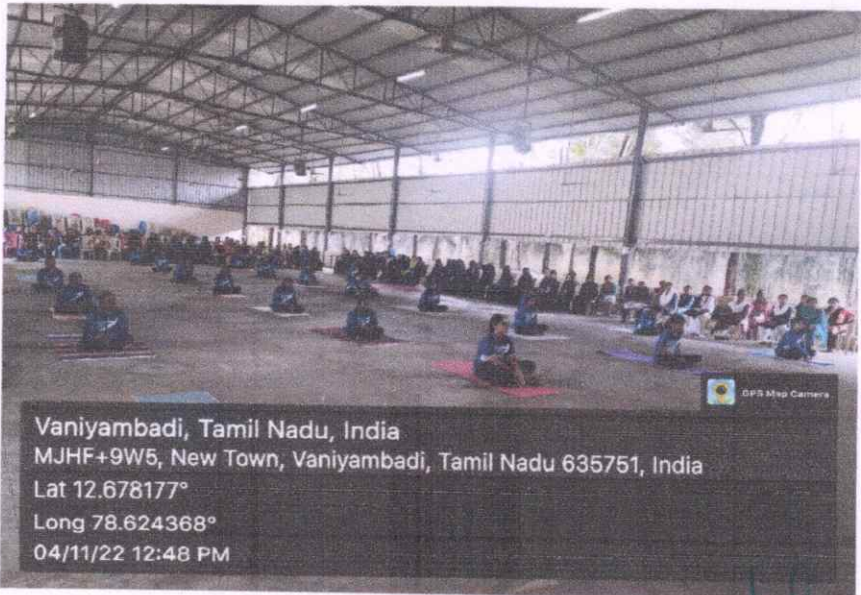 GPS Map Camera
Vaniyambadi, Tamil Nadu, India
MJHF+9W5, New Town, Vaniyambadi, Tamil Nadu 635751, India
Lat 12.678177°
Long 78.624368°
04/11/22 12:48 PM